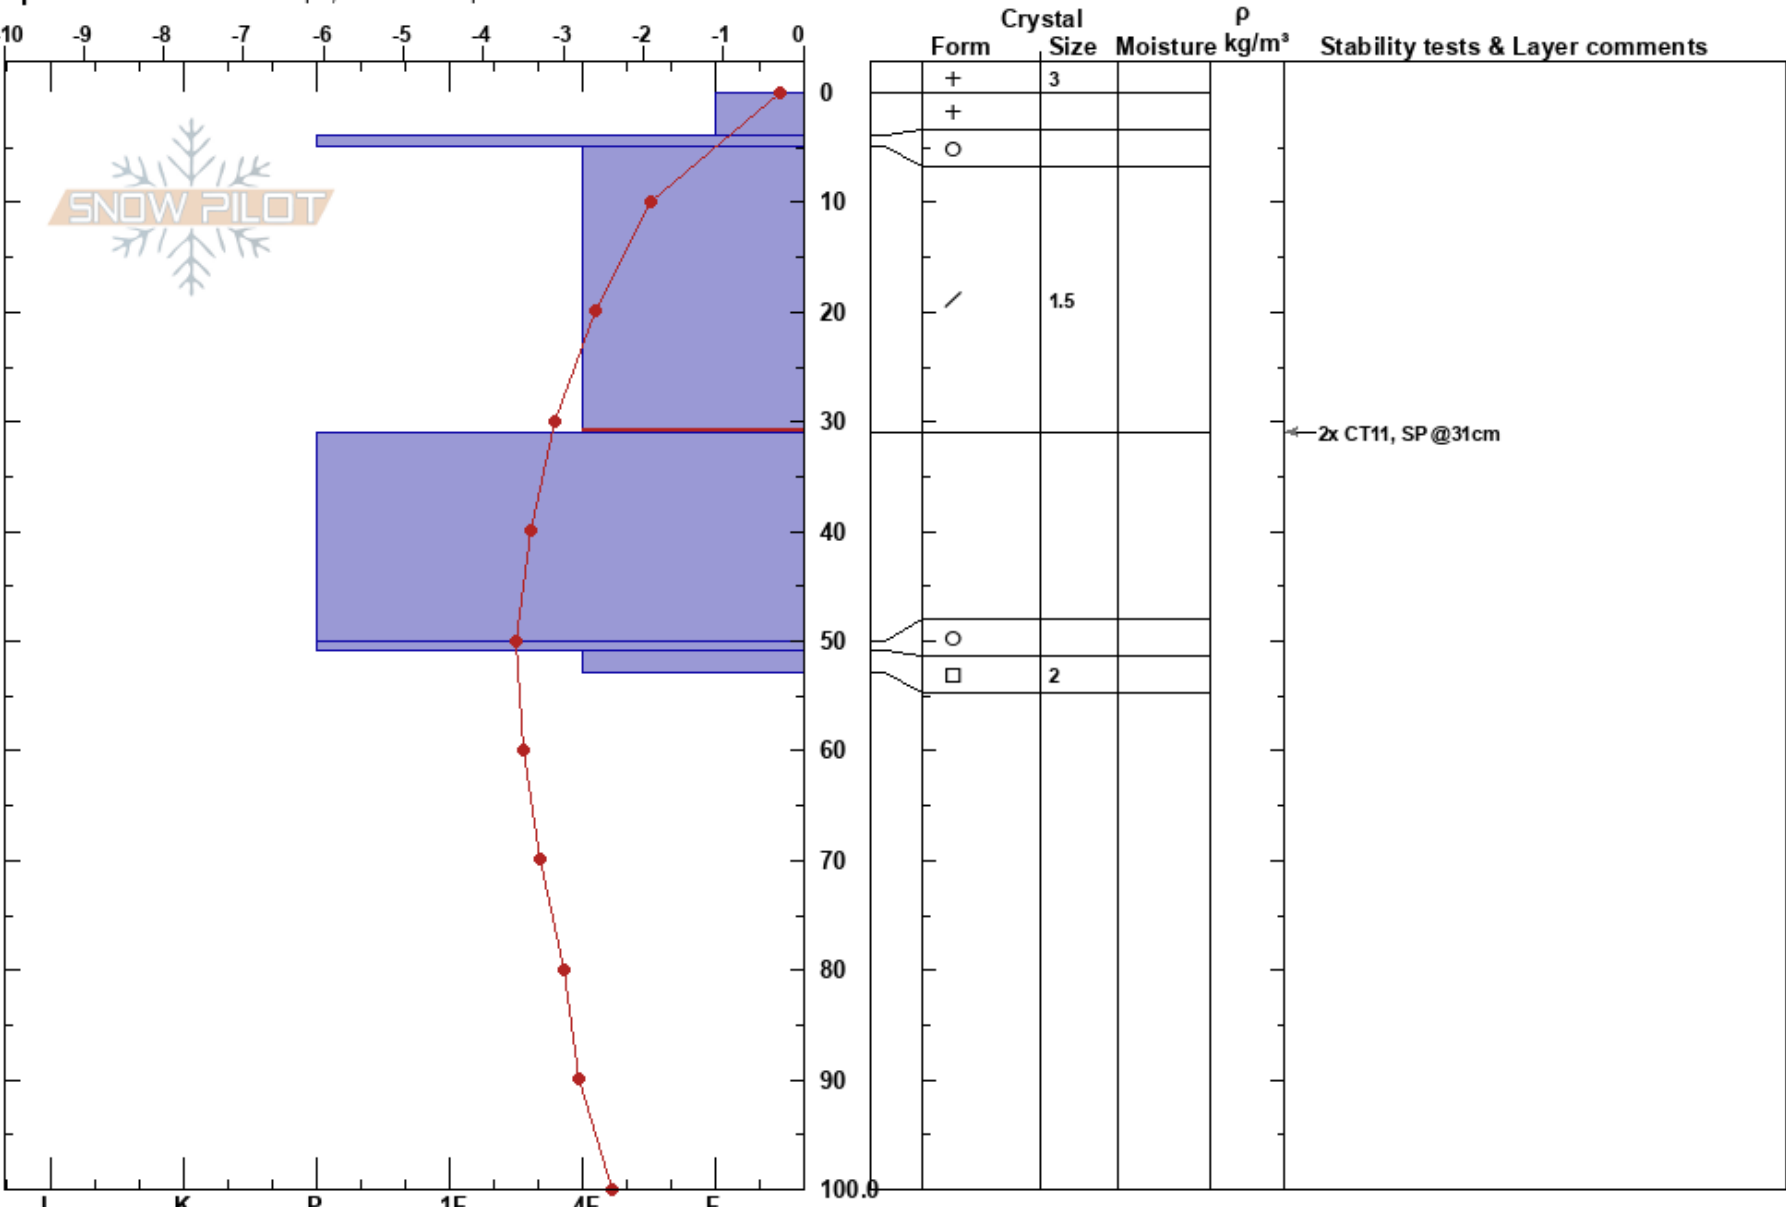 Crystal ρ
-10 -9 -8 -7 -6 -5 -4 -3 -2 -1 0 Form Size Moisture kg/m³ Stability tests & Layer comments
0 + 3
+
○
SNOW PILOT
10
/ 1.5
20
30
2x CT11, SP @31cm
40
50 ○
□ 2
60
70
80
90
100.0
I K P 1F 4F F